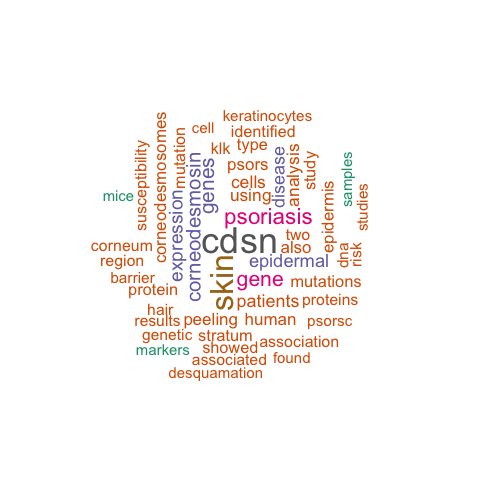 keratinocytes
cell
identified
klk
type
mutation
corneodesmosomes
susceptibility
psors
disease
analysis
study
samples
studies
cells
using
genes
corneodesmosin
expression
mice
psoriasis
epidermis
cdsn
two
also
dna
risk
corneum
region
epidermal
barrier
skin
gene
mutations
protein
patients
proteins
hair
results
peeling
human
psorsc
genetic
stratum
association
markers
showed
associated
found
desquamation